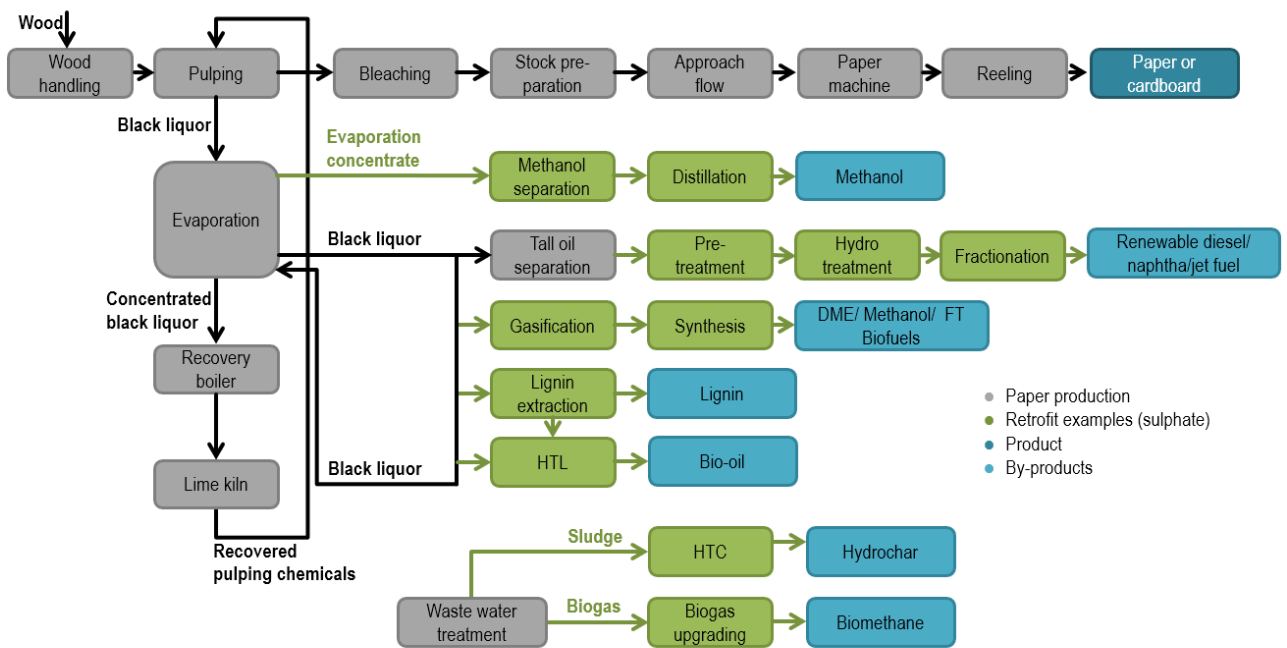 Wood
Wood
handling
Pulping
Bleaching
Stock pre-
paration
Approach
flow
Paper
machine
Reeling
Paper or
cardboard
Black liquor
Evaporation
concentrate
Methanol
separation
Distillation
Methanol
Evaporation
Black liquor
Tall oil
separation
Pre-
treatment
Hydro
treatment
Fractionation
Renewable diesel/
naphtha/jet fuel
Concentrated
black liquor
Gasification
Synthesis
DME/ Methanol/ FT
Biofuels
Recovery
boiler
Lignin
extraction
Lignin
Black liquor
HTL
Bio-oil
Lime kiln
Paper production
Retrofit examples (sulphate)
Product
By-products
Recovered
pulping chemicals
Sludge
HTC
Hydrochar
Waste water
treatment
Biogas
Biogas
upgrading
Biomethane